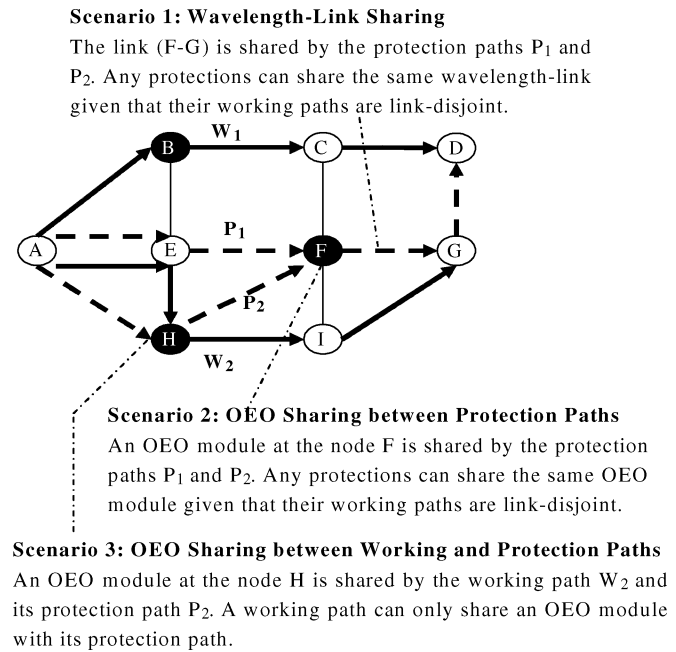 Scenario 1: Wavelength-Link Sharing
The link (F-G) is shared by the protection paths P1 and
P2. Any protections can share the same wavelength-link
given that their working paths are link-disjoint.
W1
B
C
D
P1
A
E
F
G
P2
H
I
W2
Scenario 2: OEO Sharing between Protection Paths
An OEO module at the node F is shared by the protection
paths P1 and P2. Any protections can share the same OEO
module given that their working paths are link-disjoint.
Scenario 3: OEO Sharing between Working and Protection Paths
An OEO module at the node H is shared by the working path W2 and
its protection path P2. A working path can only share an OEO module
with its protection path.